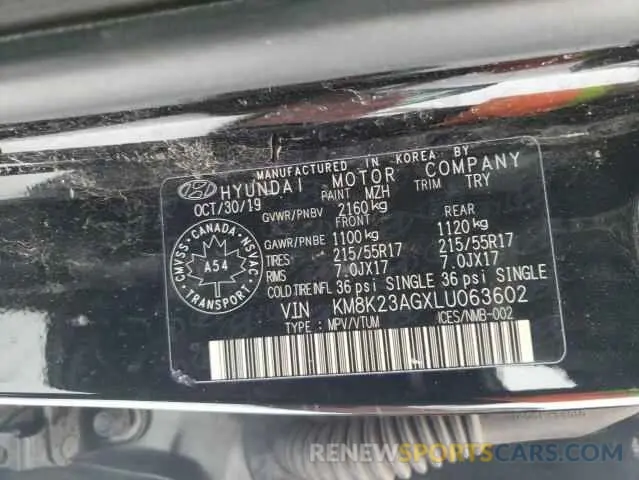 MANUFACTURED IN KOREA BY
HYUNDAI MOTOR COMPANY
OCT/30/19 PAINT MZH TRIM TRY
GVWR/PNBV 2160 kg
FRONT REAR
GAWR/PNBE 1100 kg 1120 kg
TIRES 215/55R17 215/55R17
RIMS 7.0JX17 7.0JX17
COLD TIRE INFL 36 psi SINGLE 36 psi SINGLE
VIN KM8K23AGXLU063602
TYPE : MPV/VTUM ICES/NMB-002
CMVSS • CANADA • NSVAC
A54
TRANSPORT
RENEWSTREETAUTOS.COM